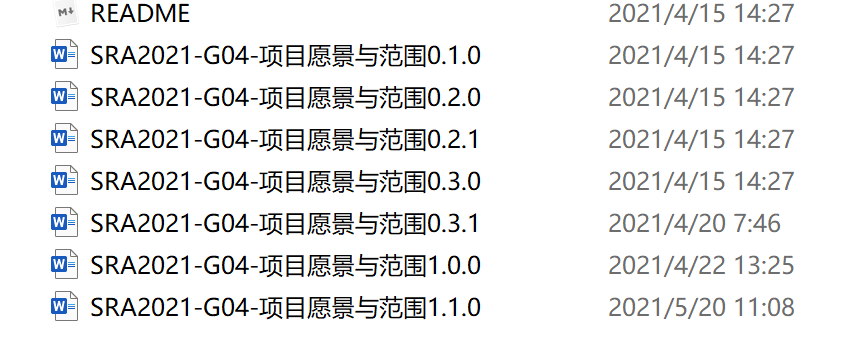 README 2021/4/15 14:27
SRA2021-G04-项目愿景与范围0.1.0 2021/4/15 14:27
SRA2021-G04-项目愿景与范围0.2.0 2021/4/15 14:27
SRA2021-G04-项目愿景与范围0.2.1 2021/4/15 14:27
SRA2021-G04-项目愿景与范围0.3.0 2021/4/15 14:27
SRA2021-G04-项目愿景与范围0.3.1 2021/4/20 7:46
SRA2021-G04-项目愿景与范围1.0.0 2021/4/22 13:25
SRA2021-G04-项目愿景与范围1.1.0 2021/5/20 11:08